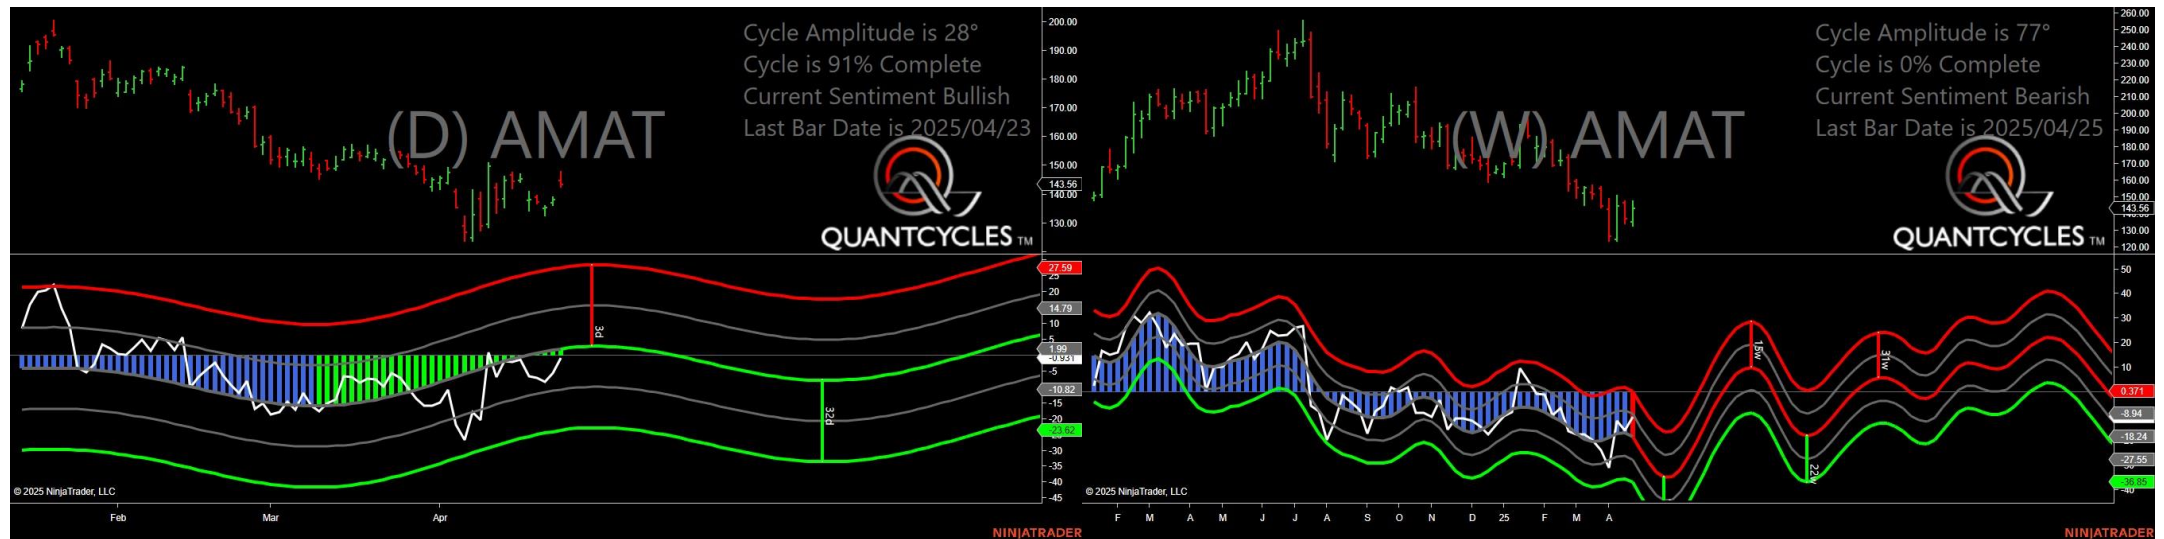 Cycle Amplitude is 28°
Cycle is 91% Complete
Current Sentiment Bullish
Last Bar Date is 2025/04/23
(D) AMAT
QUANTCYCLES TM
200.00
190.00
180.00
170.00
160.00
150.00
143.56
140.00
130.00
27.59
25
20
14.79
10
5
1.99
-0.931
-5
-10.82
-15
-20
-23.62
-30
-35
-40
-45
3d
32d
© 2025 NinjaTrader, LLC
Feb
Mar
Apr
NINJATRADER
Cycle Amplitude is 77°
Cycle is 0% Complete
Current Sentiment Bearish
Last Bar Date is 2025/04/25
(W) AMAT
QUANTCYCLES TM
260.00
250.00
240.00
230.00
220.00
210.00
200.00
190.00
180.00
170.00
160.00
150.00
143.56
130.00
120.00
50
40
30
20
10
0.371
-8.94
-18.24
-27.55
-36.85
15w
31w
22w
© 2025 NinjaTrader, LLC
F M A M J J A S O N D 25 F M A
NINJATRADER